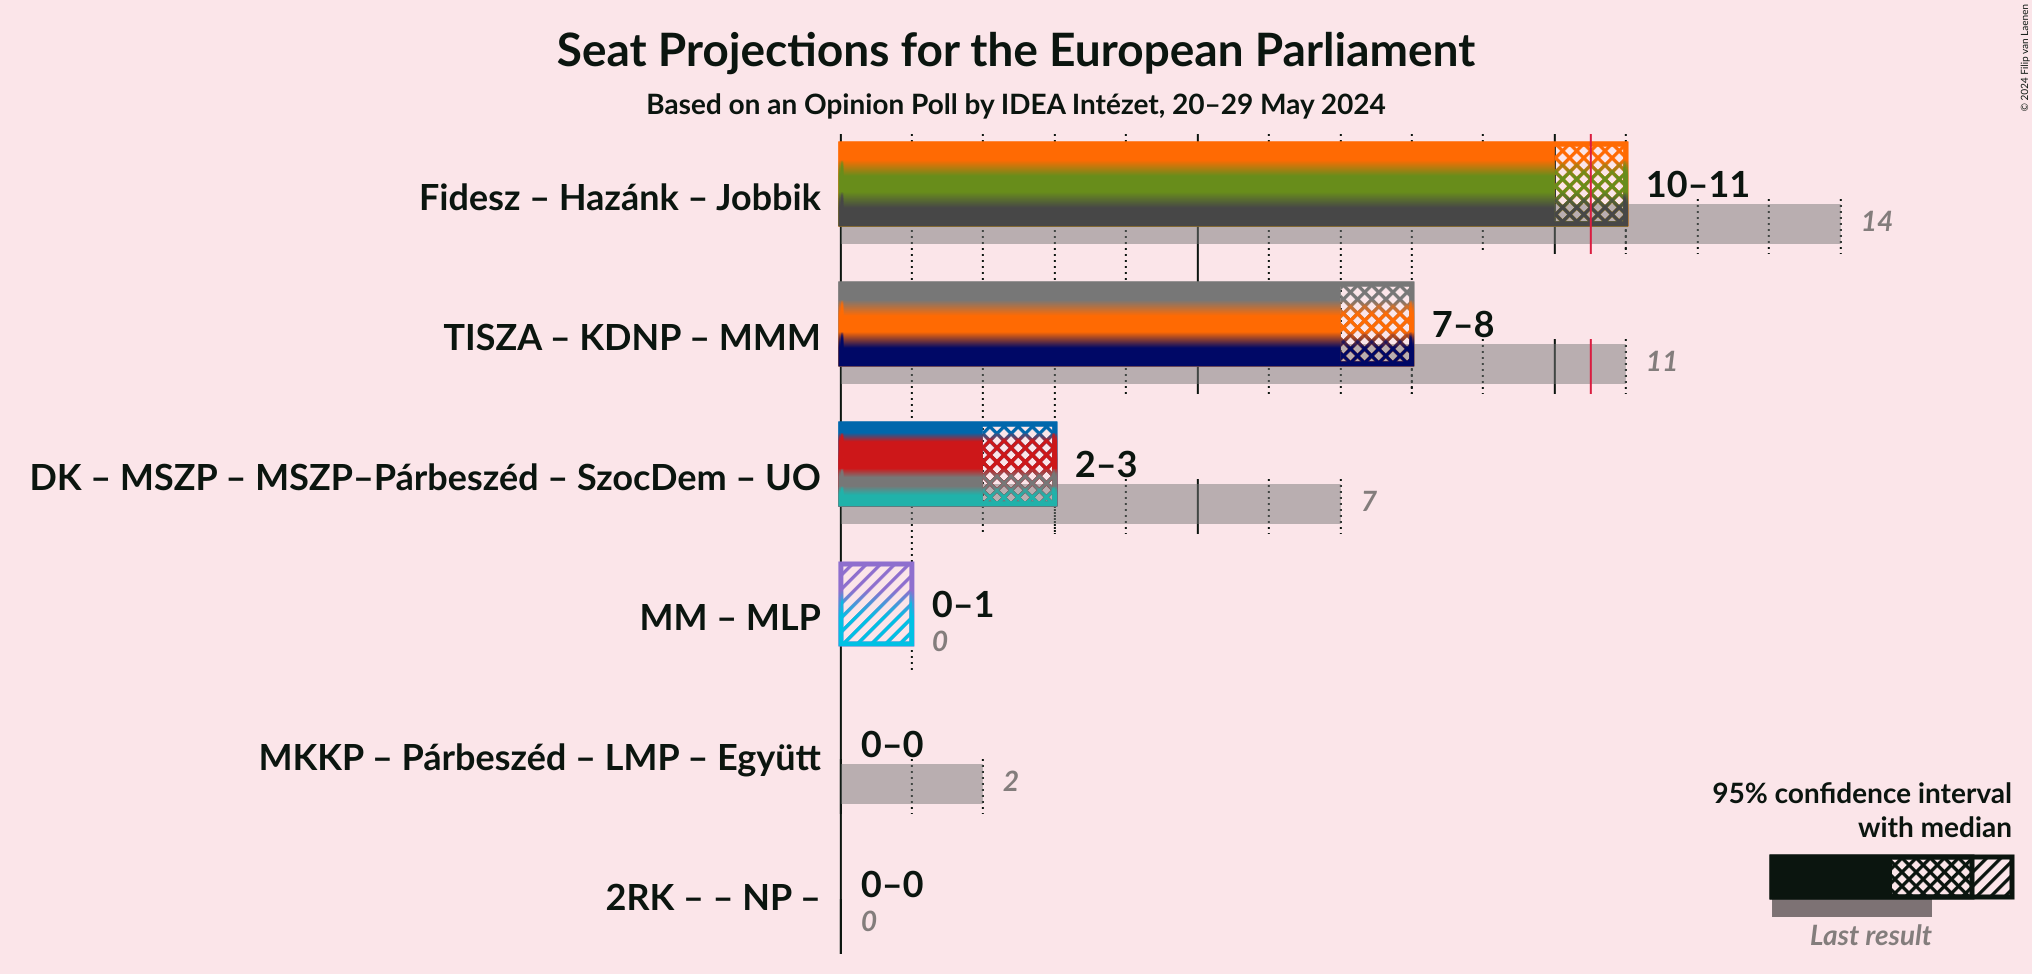 Seat Projections for the European Parliament
Based on an Opinion Poll by IDEA Intézet, 20–29 May 2024
© 2024 Filip van Laenen
Fidesz – Hazánk – Jobbik
10–11
14
TISZA – KDNP – MMM
7–8
11
DK – MSZP – MSZP–Párbeszéd – SzocDem – UO
2–3
7
MM – MLP
0–1
0
MKKP – Párbeszéd – LMP – Együtt
0–0
2
2RK – – NP –
0–0
0
95% confidence interval
with median
Last result